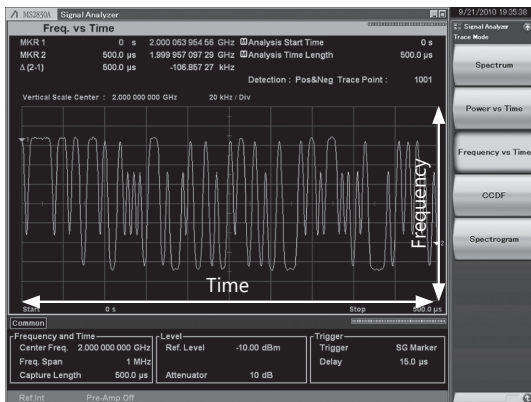 MS2830A Signal Analyzer
9/21/2010 19:35:38
Freq. vs Time
Signal Analyzer
Trace Mode
MKR 1 0 s 2.000 063 954 56 GHz M Analysis Start Time 0 s
MKR 2 500.0 µs 1.999 957 097 29 GHz M Analysis Time Length 500.0 µs
Δ (2-1) 500.0 µs -106.857 27 kHz
Detection : Pos&Neg Trace Point : 1001
Vertical Scale Center : 2.000 000 000 GHz 20 kHz / Div
1
2
Frequency
Time
Start 0 s Stop 500.0 µs
Common
Frequency and Time
Center Freq. 2.000 000 000 GHz
Freq. Span 1 MHz
Capture Length 500.0 µs
Level
Ref. Level -10.00 dBm
Attenuator 10 dB
Trigger
Trigger SG Marker
Delay 15.0 µs
Ref.Int Pre-Amp Off
Spectrum
Power vs Time
Frequency vs Time
CCDF
Spectrogram